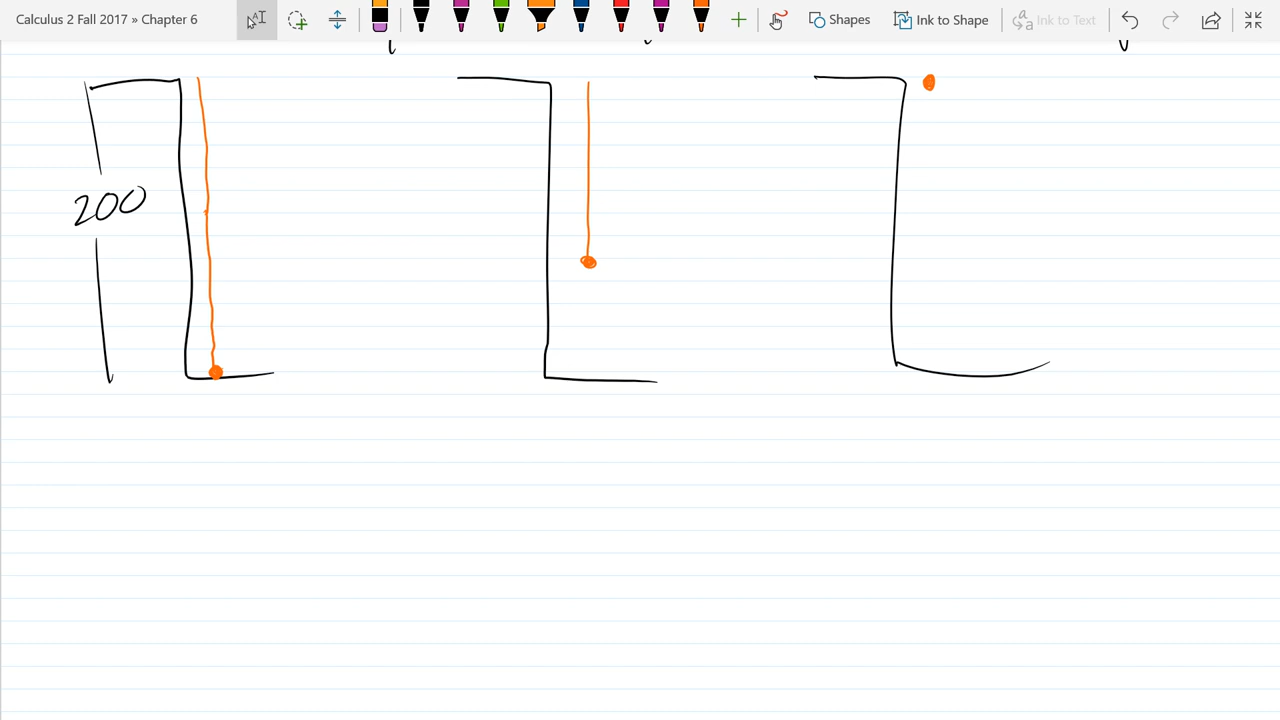 Calculus 2 Fall 2017 » Chapter 6
Shapes
Ink to Shape
Ink to Text
200